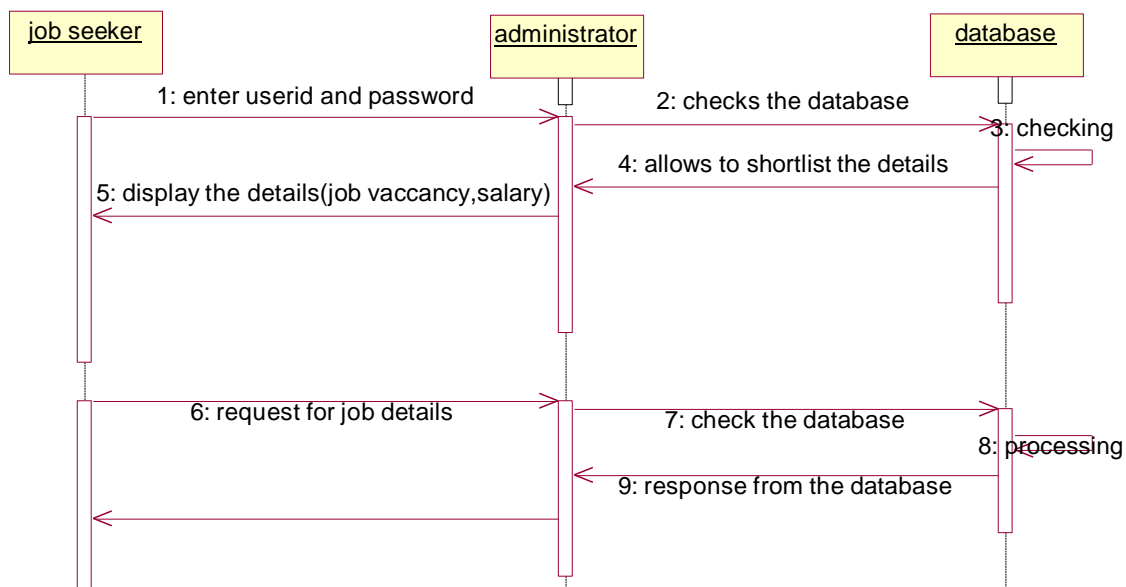 job seeker
administrator
database
1: enter userid and password
2: checks the database
3: checking
4: allows to shortlist the details
5: display the details(job vaccancy,salary)
6: request for job details
7: check the database
8: processing
9: response from the database